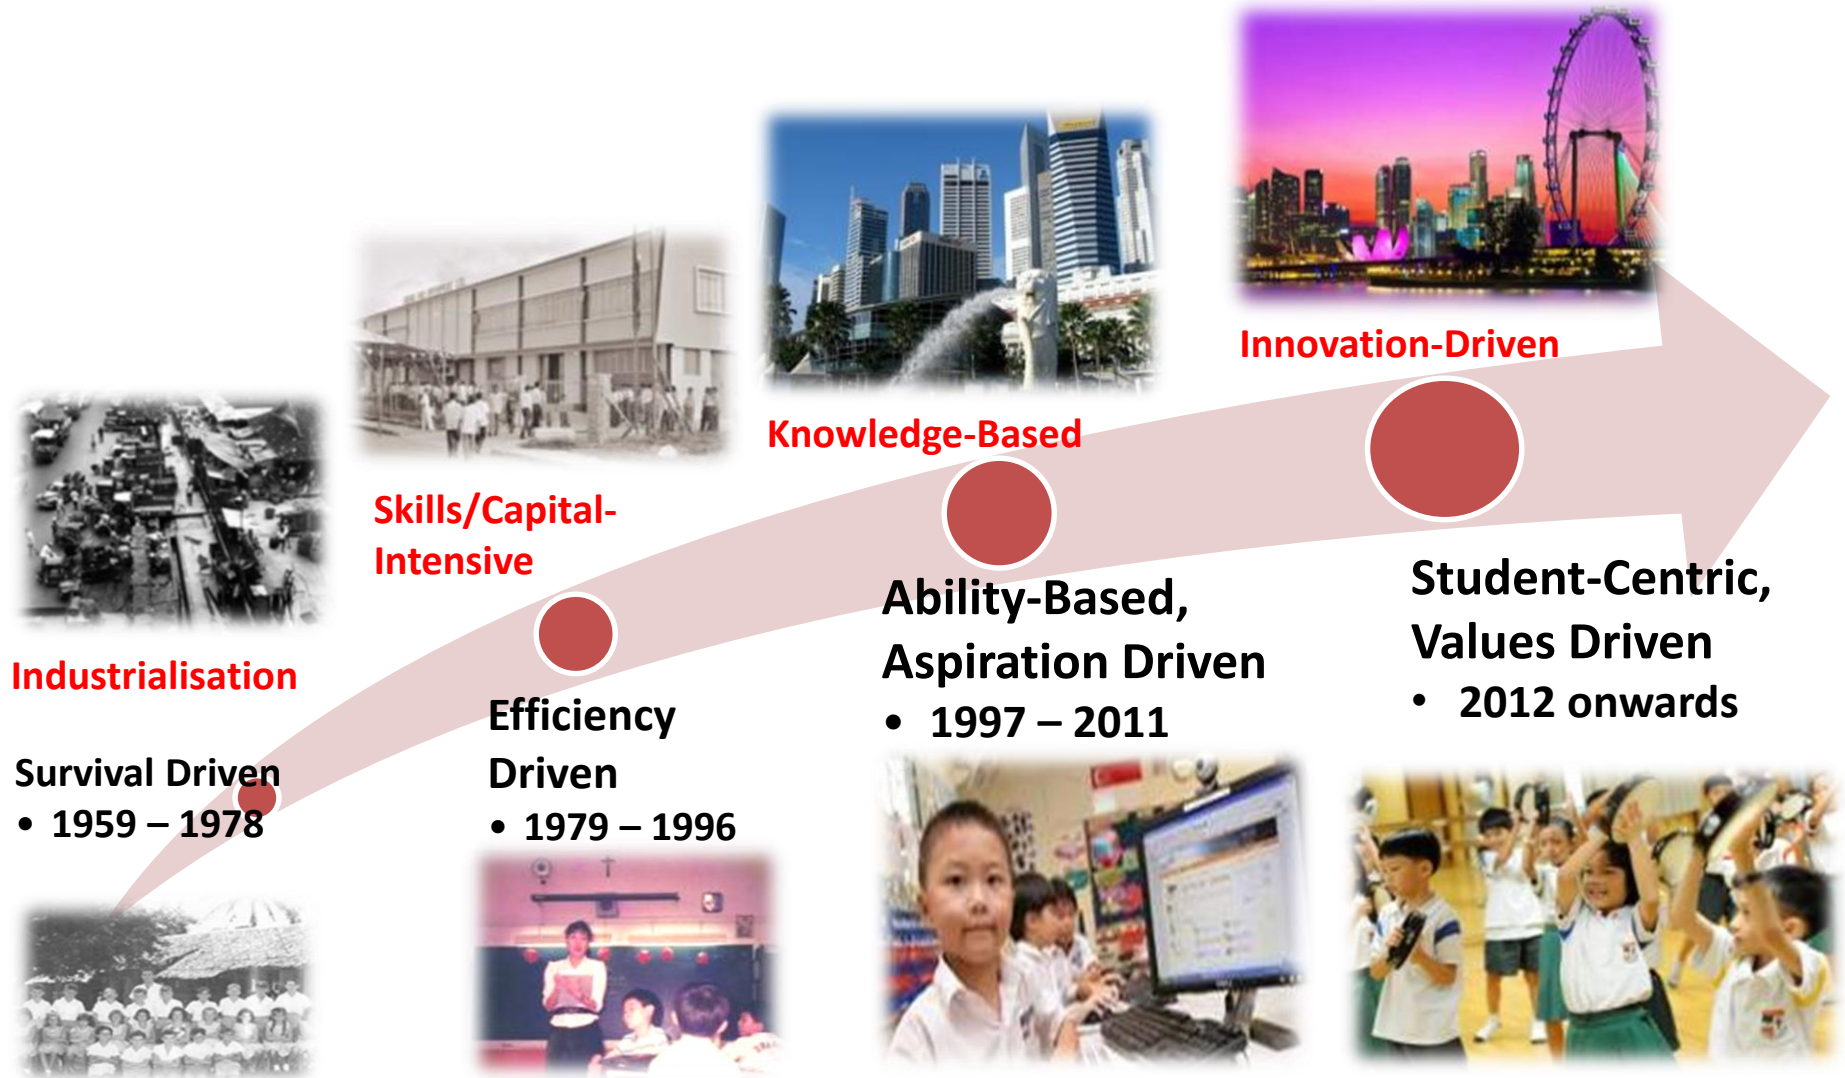 Industrialisation
Survival Driven
• 1959 – 1978
Skills/Capital-
Intensive
Efficiency
Driven
• 1979 – 1996
Knowledge-Based
Ability-Based,
Aspiration Driven
• 1997 – 2011
Innovation-Driven
Student-Centric,
Values Driven
• 2012 onwards